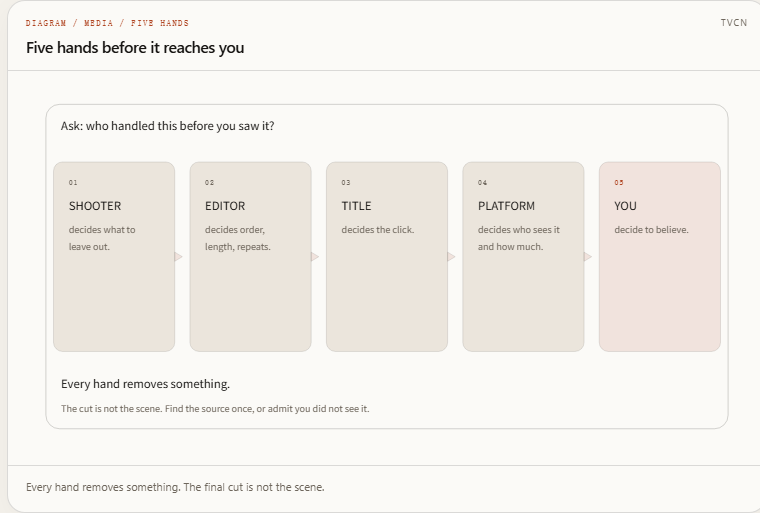 DIAGRAM / MEDIA / FIVE HANDS
TVCN
Five hands before it reaches you
Ask: who handled this before you saw it?
01
SHOOTER
decides what to
leave out.
02
EDITOR
decides order,
length, repeats.
03
TITLE
decides the click.
04
PLATFORM
decides who sees it
and how much.
05
YOU
decide to believe.
Every hand removes something.
The cut is not the scene. Find the source once, or admit you did not see it.
Every hand removes something. The final cut is not the scene.